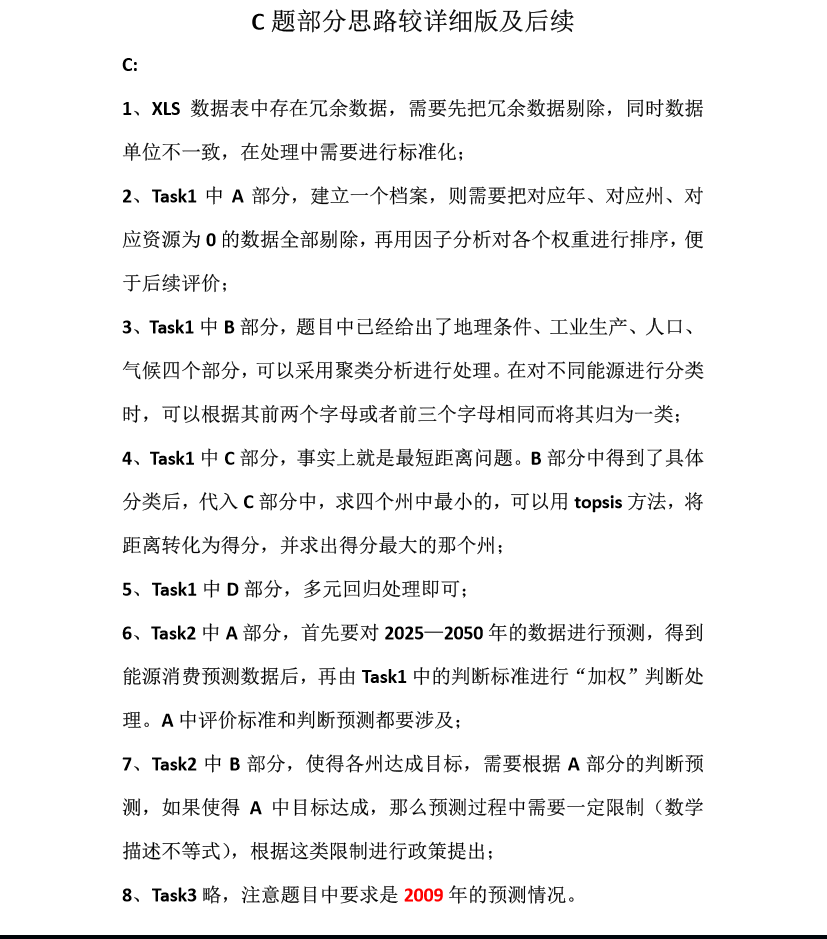 C 题部分思路较详细版及后续
C:
1、XLS 数据表中存在冗余数据，需要先把冗余数据剔除，同时数据
单位不一致，在处理中需要进行标准化；
2、Task1 中 A 部分，建立一个档案，则需要把对应年、对应州、对
应资源为 0 的数据全部剔除，再用因子分析对各个权重进行排序，便
于后续评价；
3、Task1 中 B 部分，题目中已经给出了地理条件、工业生产、人口、
气候四个部分，可以采用聚类分析进行处理。在对不同能源进行分类
时，可以根据其前两个字母或者前三个字母相同而将其归为一类；
4、Task1 中 C 部分，事实上就是最短距离问题。B 部分中得到了具体
分类后，代入 C 部分中，求四个州中最小的，可以用 topsis 方法，将
距离转化为得分，并求出得分最大的那个州；
5、Task1 中 D 部分，多元回归处理即可；
6、Task2 中 A 部分，首先要对 2025—2050 年的数据进行预测，得到
能源消费预测数据后，再由 Task1 中的判断标准进行“加权”判断处
理。A 中评价标准和判断预测都要涉及；
7、Task2 中 B 部分，使得各州达成目标，需要根据 A 部分的判断预
测，如果使得 A 中目标达成，那么预测过程中需要一定限制（数学
描述不等式），根据这类限制进行政策提出；
8、Task3 略，注意题目中要求是 2009 年的预测情况。